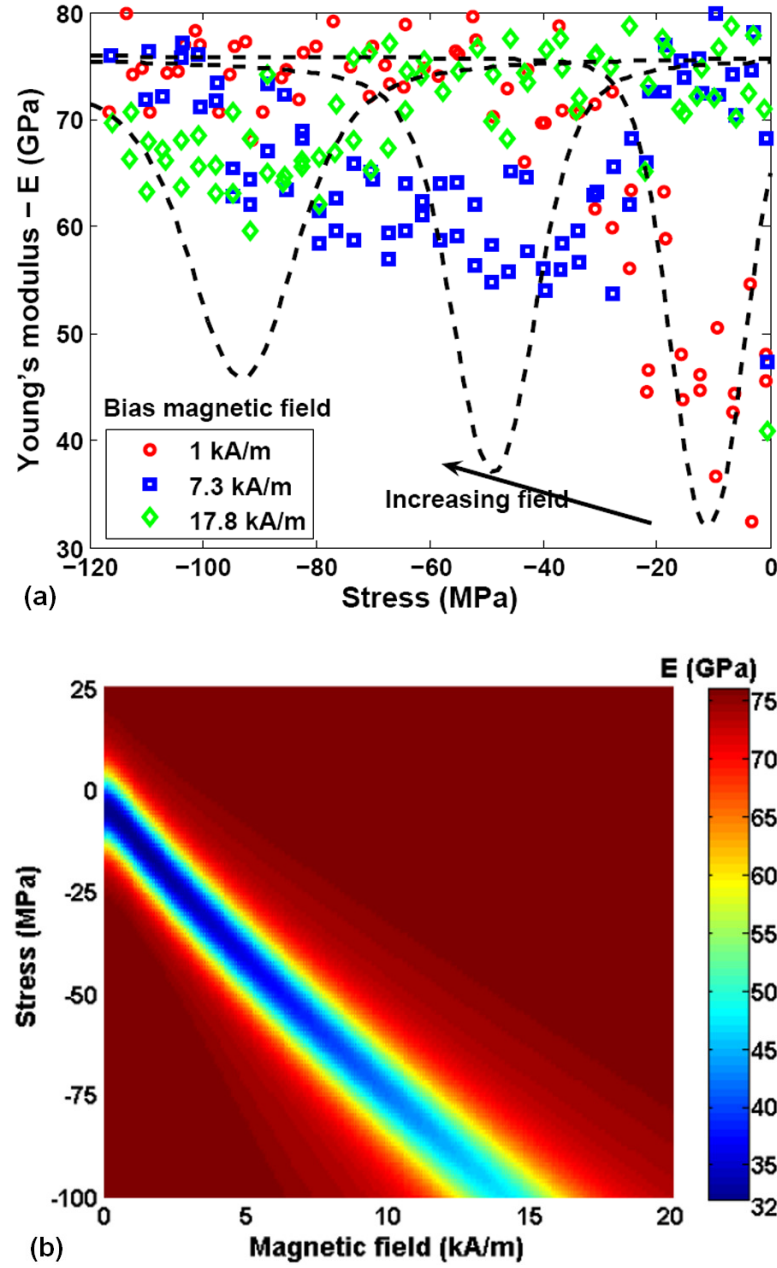 80
70
60
50
40
30
Young's modulus − E (GPa)
Bias magnetic field
1 kA/m
7.3 kA/m
17.8 kA/m
Increasing field
−120 −100 −80 −60 −40 −20 0
(a)
Stress (MPa)
E (GPa)
25
0
-25
-50
-75
-100
Stress (MPa)
75
70
65
60
55
50
45
40
35
32
0 5 10 15 20
(b)
Magnetic field (kA/m)